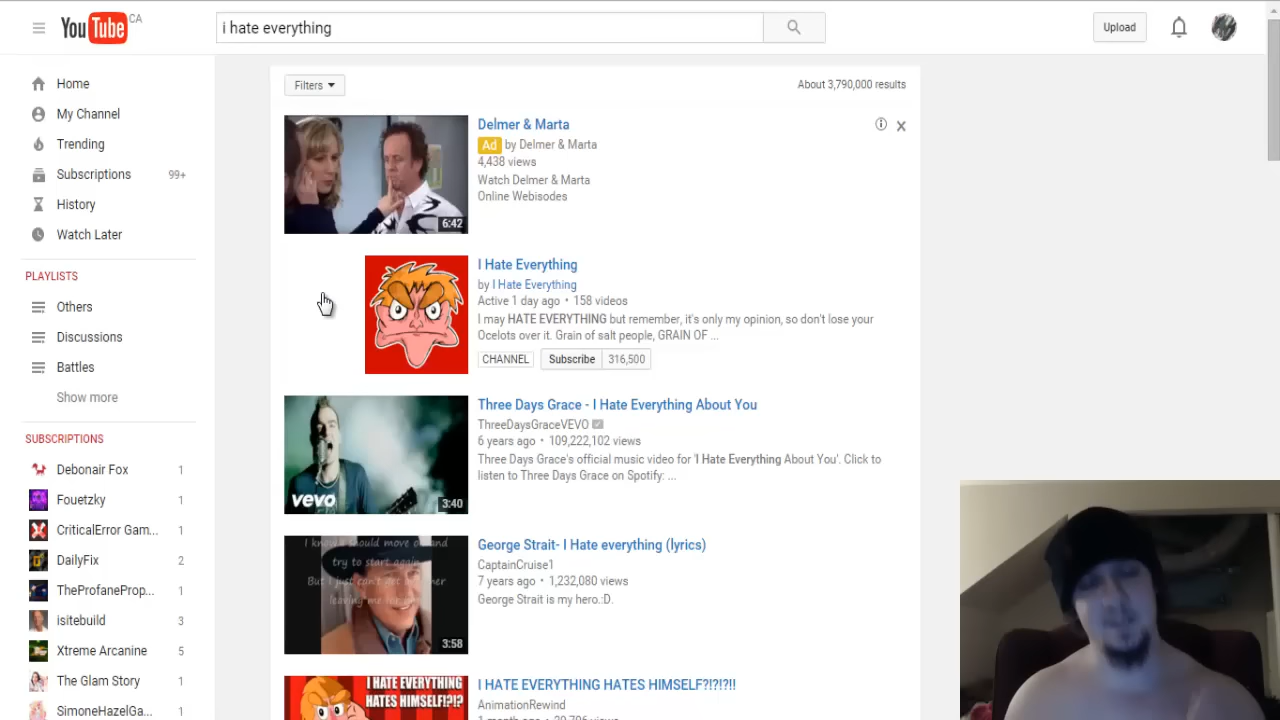 YouTube CA
i hate everything
Upload
Home
My Channel
Trending
Subscriptions 99+
History
Watch Later
PLAYLISTS
Others
Discussions
Battles
Show more
SUBSCRIPTIONS
Debonair Fox 1
Fouetzky 1
CriticalError Gam... 1
DailyFix 2
TheProfaneProp... 1
isitebuild 3
Xtreme Arcanine 5
The Glam Story 1
SimoneHazelGa... 1
Filters
About 3,790,000 results
6:42
Delmer & Marta
Ad by Delmer & Marta
4,438 views
Watch Delmer & Marta
Online Webisodes
I Hate Everything
by I Hate Everything
Active 1 day ago • 158 videos
I may HATE EVERYTHING but remember, it's only my opinion, so don't lose your
Ocelots over it. Grain of salt people, GRAIN OF ...
CHANNEL Subscribe 316,500
vevo
3:40
Three Days Grace - I Hate Everything About You
ThreeDaysGraceVEVO
6 years ago • 109,222,102 views
Three Days Grace's official music video for 'I Hate Everything About You'. Click to
listen to Three Days Grace on Spotify: ...
try to start again
3:58
George Strait- I Hate everything (lyrics)
CaptainCruise1
7 years ago • 1,232,080 views
George Strait is my hero.:D.
I HATE EVERYTHING
HATES HIMSELF!?!?
I HATE EVERYTHING HATES HIMSELF?!?!?!!
AnimationRewind